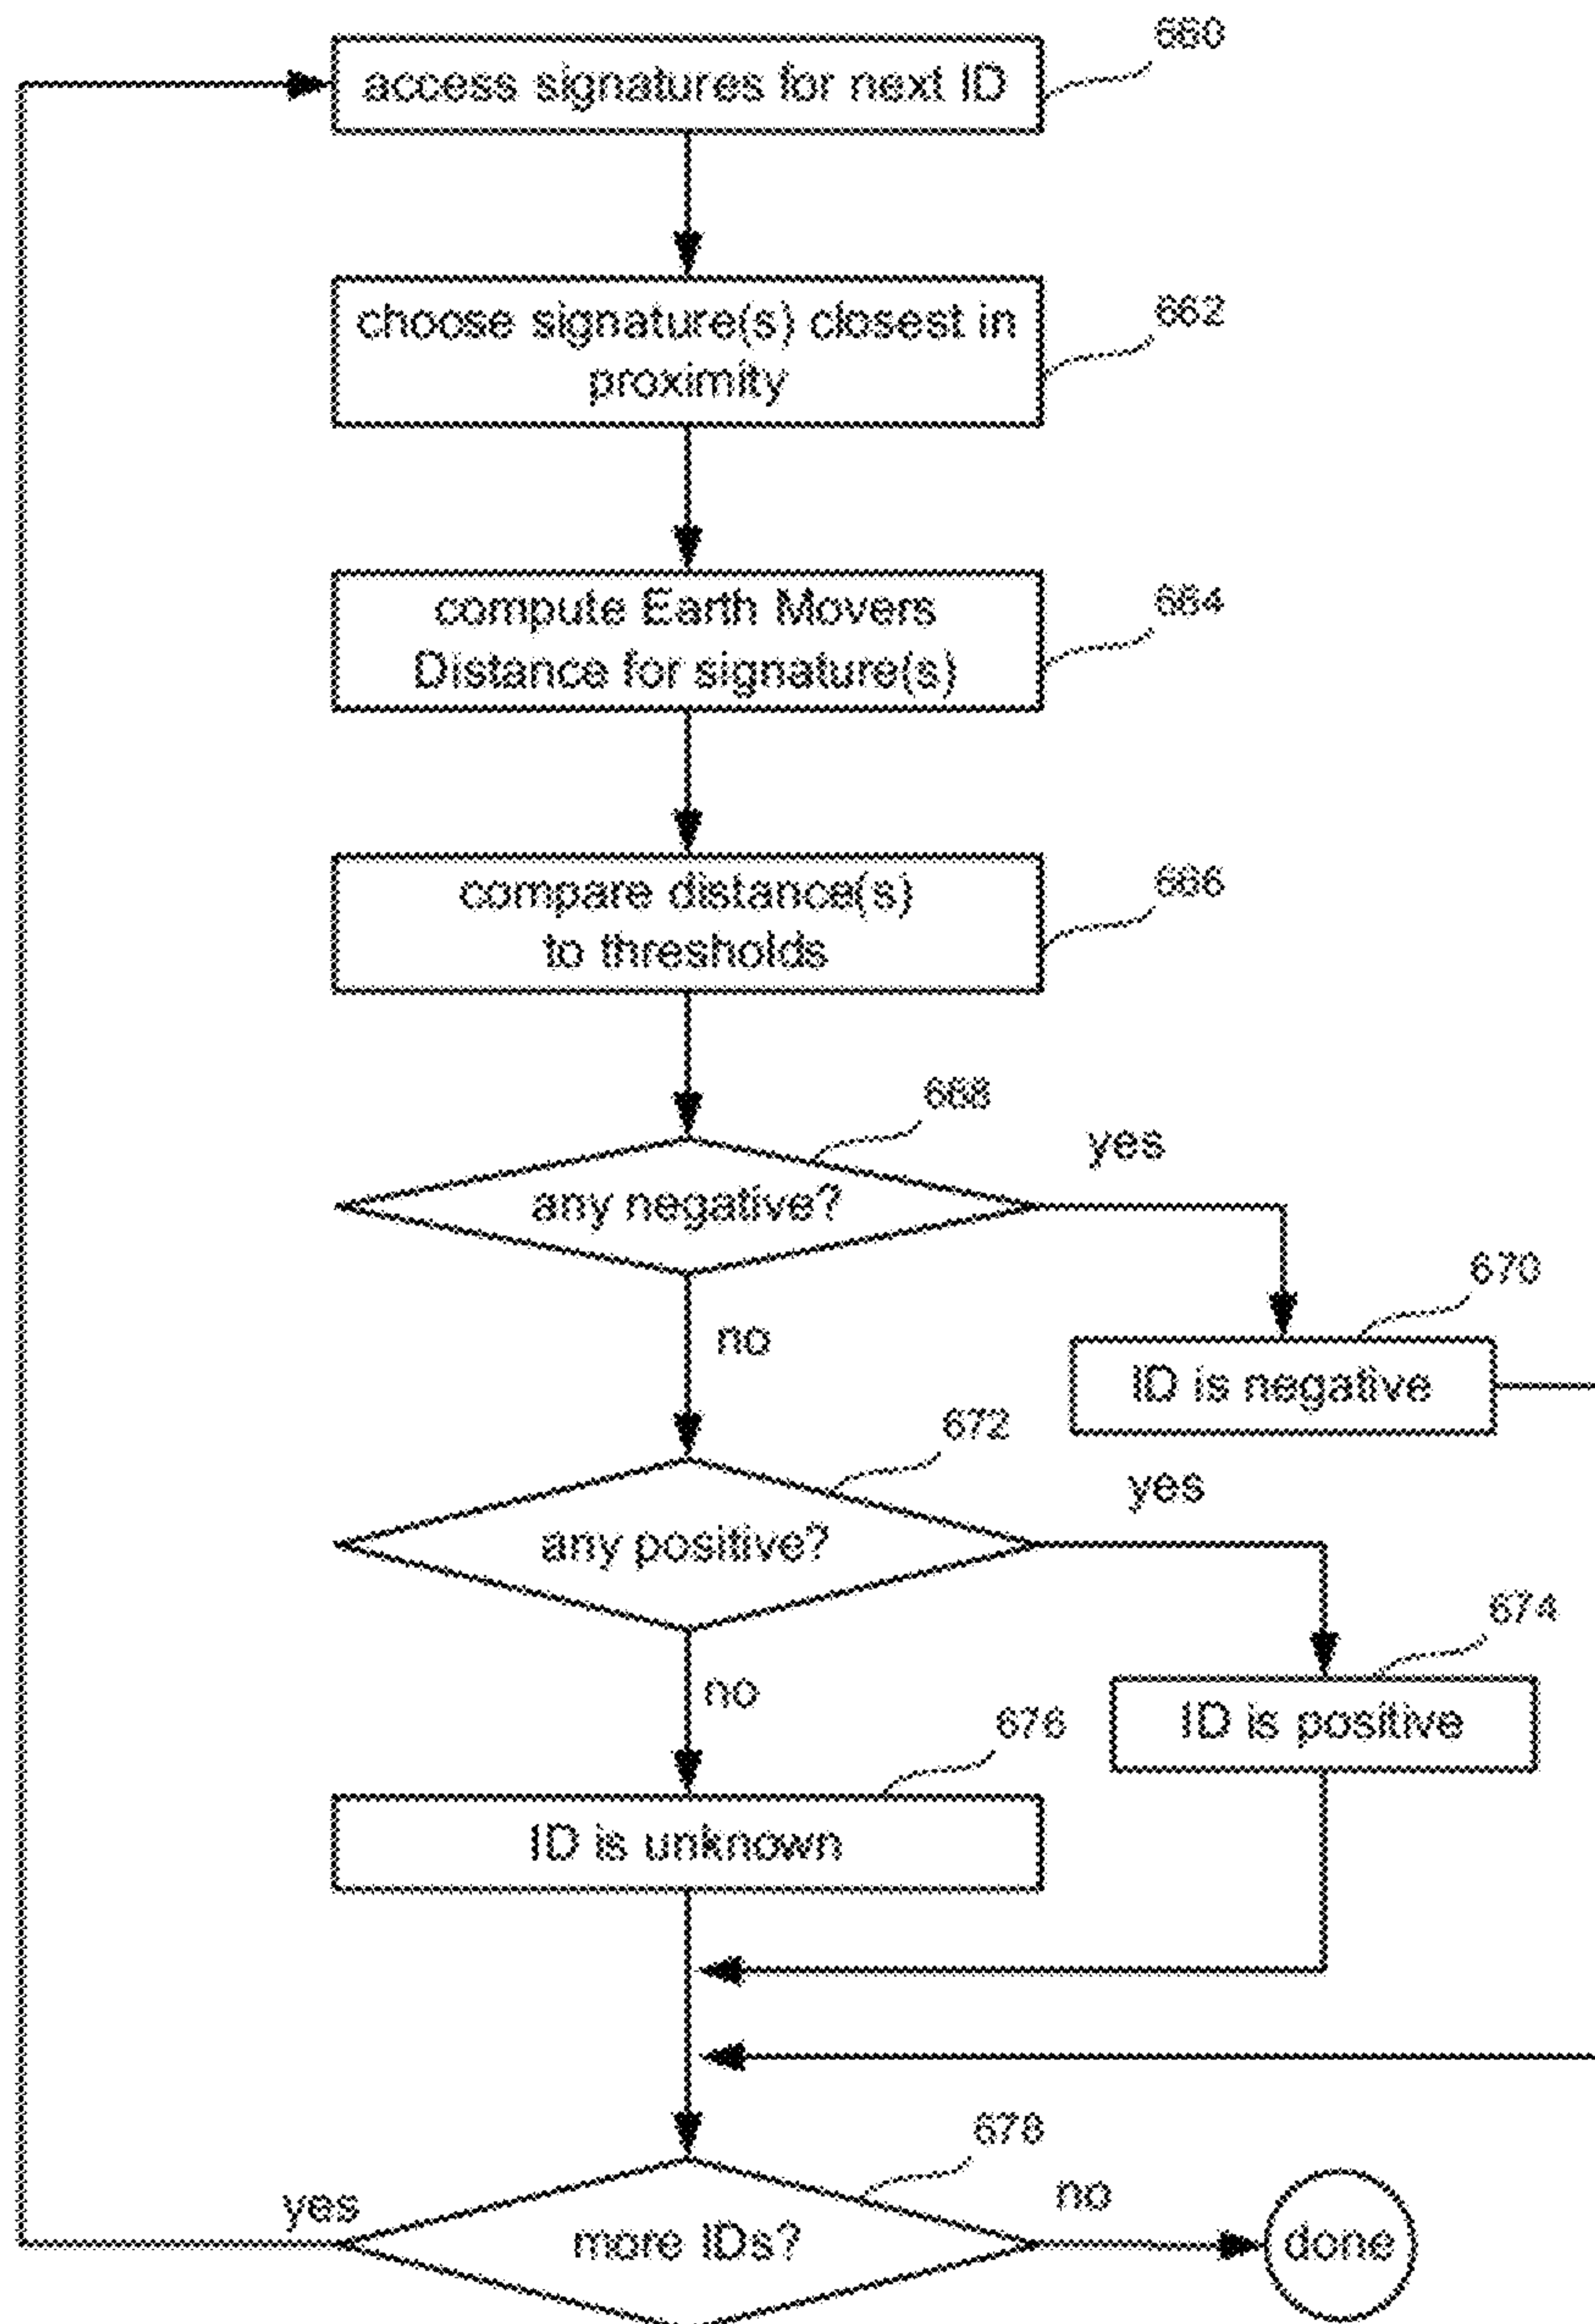 660
access signatures for next ID
662
choose signature(s) closest in
proximity
664
compute Earth Movers
Distance for signature(s)
666
compare distance(s)
to thresholds
668
any negative?
yes
670
ID is negative
no
672
any positive?
yes
674
ID is positive
no
676
ID is unknown
678
more IDs?
yes
no
done